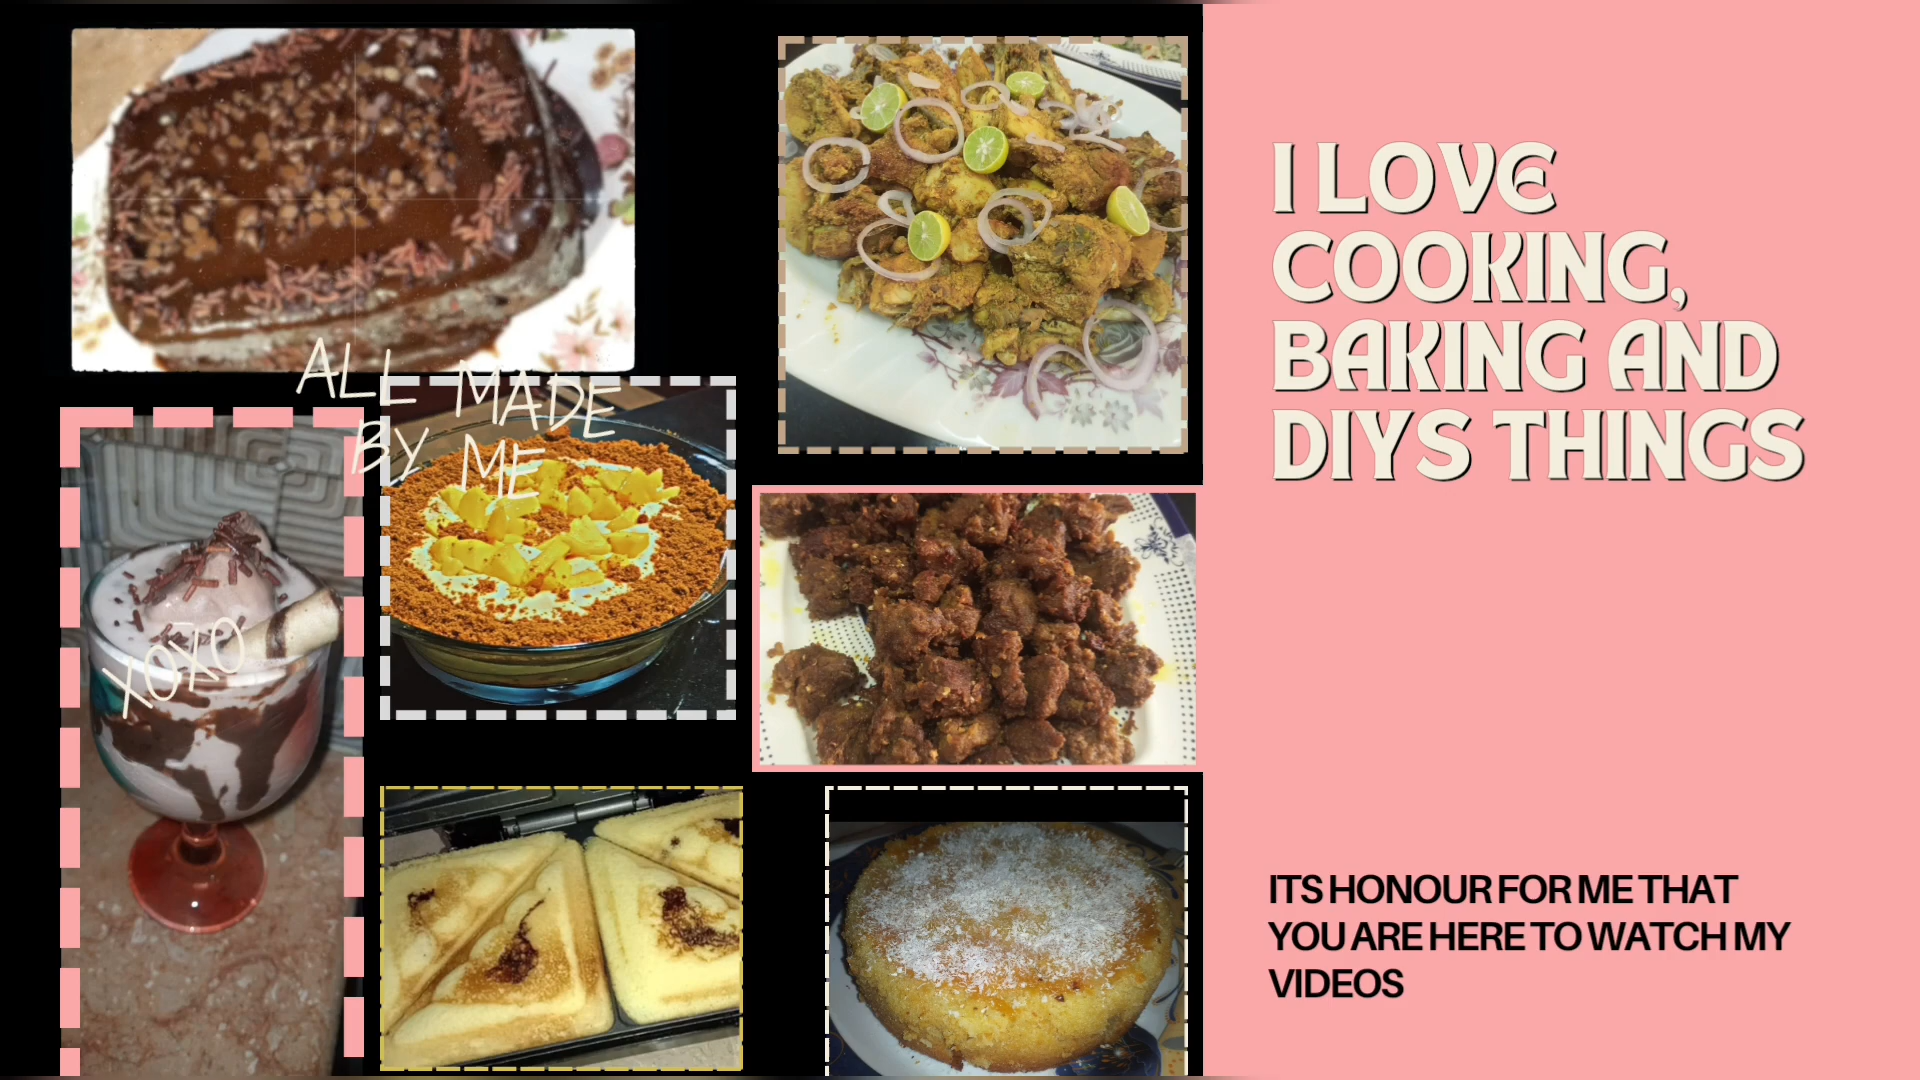 ALL MADE
BY ME
XOXO
I LOVE
COOKING,
BAKING AND
DIYS THINGS
ITS HONOUR FOR ME THAT
YOU ARE HERE TO WATCH MY
VIDEOS